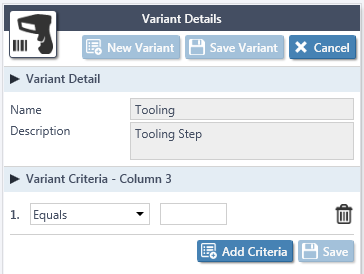 Variant Details
New Variant Save Variant Cancel
Variant Detail
Name Tooling
Description Tooling Step
Variant Criteria - Column 3
1. Equals
Add Criteria Save